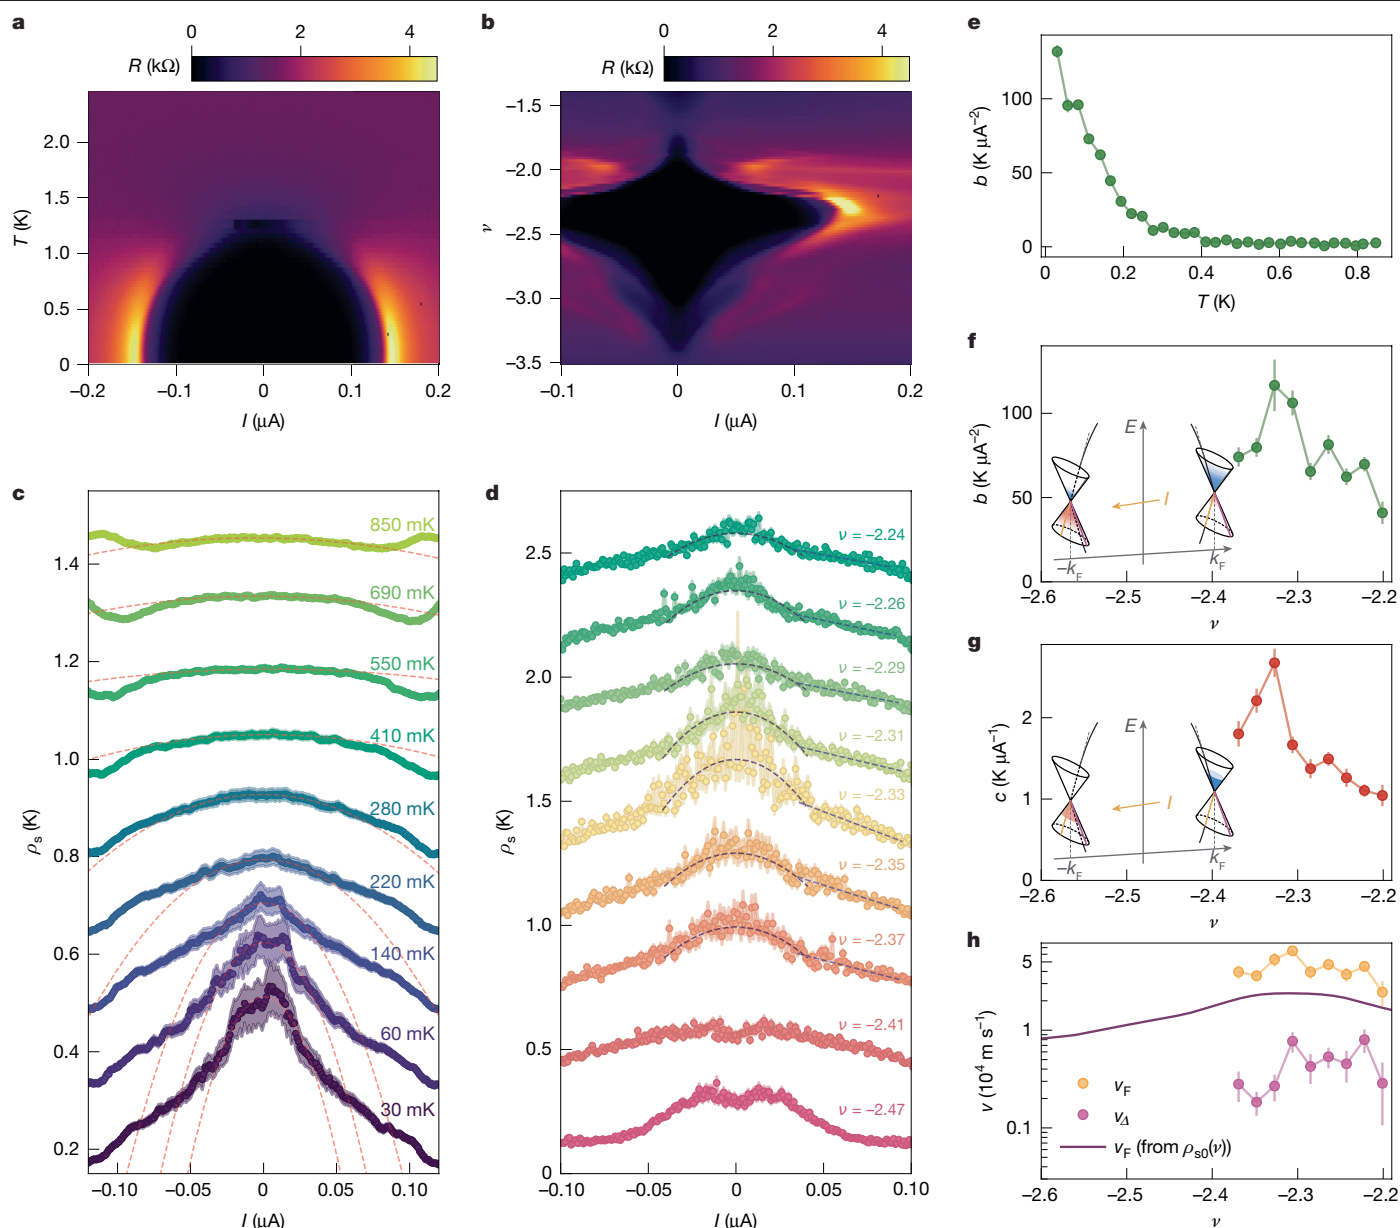 a
0
2
4
R (kΩ)
2.0
1.5
1.0
0.5
0
T (K)
−0.2
−0.1
0
0.1
0.2
I (μA)
b
0
2
4
R (kΩ)
−1.5
−2.0
−2.5
−3.0
−3.5
ν
−0.1
0
0.1
0.2
I (μA)
c
850 mK
690 mK
550 mK
410 mK
280 mK
220 mK
140 mK
60 mK
30 mK
1.4
1.2
1.0
0.8
0.6
0.4
0.2
ρs (K)
−0.10
−0.05
0
0.05
0.10
I (μA)
d
ν = −2.24
ν = −2.26
ν = −2.29
ν = −2.31
ν = −2.33
ν = −2.35
ν = −2.37
ν = −2.41
ν = −2.47
2.5
2.0
1.5
1.0
0.5
0
ρs (K)
−0.10
−0.05
0
0.05
0.10
I (μA)
e
100
50
0
b (K μA−2)
0
0.2
0.4
0.6
0.8
T (K)
f
100
50
0
b (K μA−2)
E
I
−kF
kF
−2.6
−2.5
−2.4
−2.3
−2.2
ν
g
2
1
0
c (K μA−1)
E
I
−kF
kF
−2.6
−2.5
−2.4
−2.3
−2.2
ν
h
5
1
0.1
v (10⁴ m s−1)
vF
vΔ
vF (from ρs0(ν))
−2.6
−2.5
−2.4
−2.3
−2.2
ν